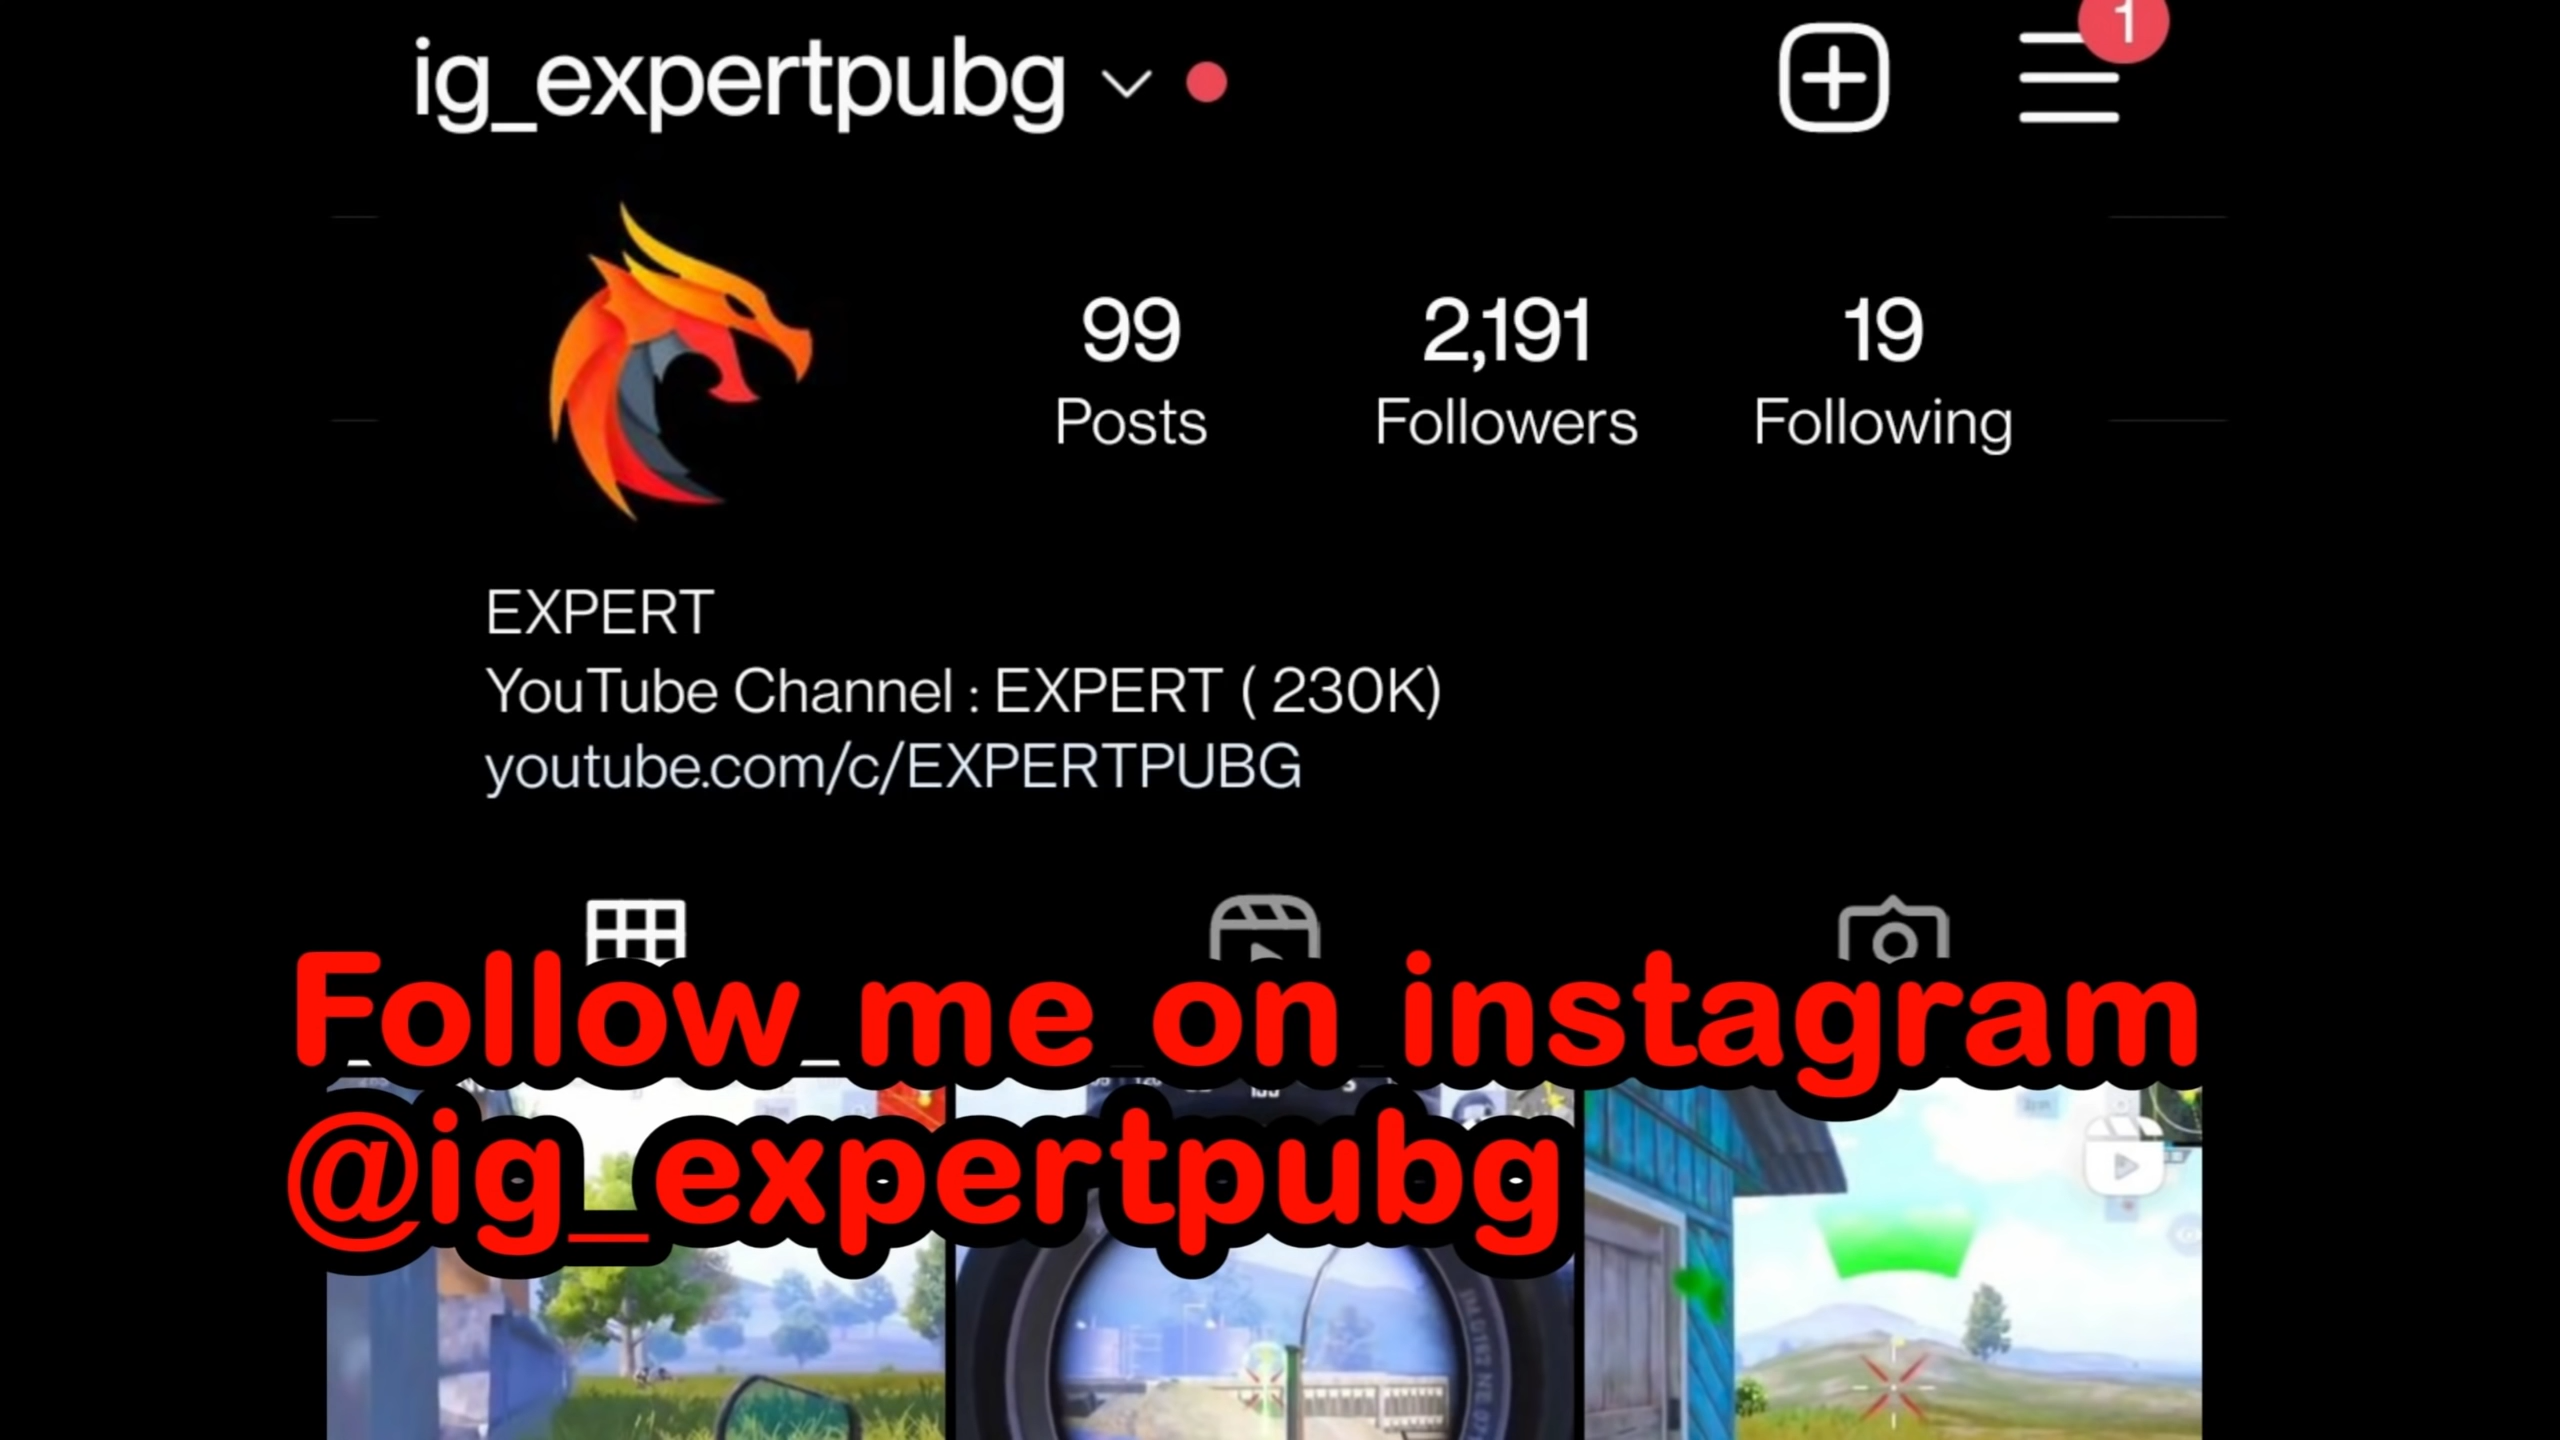 ig_expertpubg
1
99
2,191
19
Posts
Followers
Following
EXPERT
YouTube Channel : EXPERT ( 230K)
youtube.com/c/EXPERTPUBG
Follow me on instagram
@ig_expertpubg